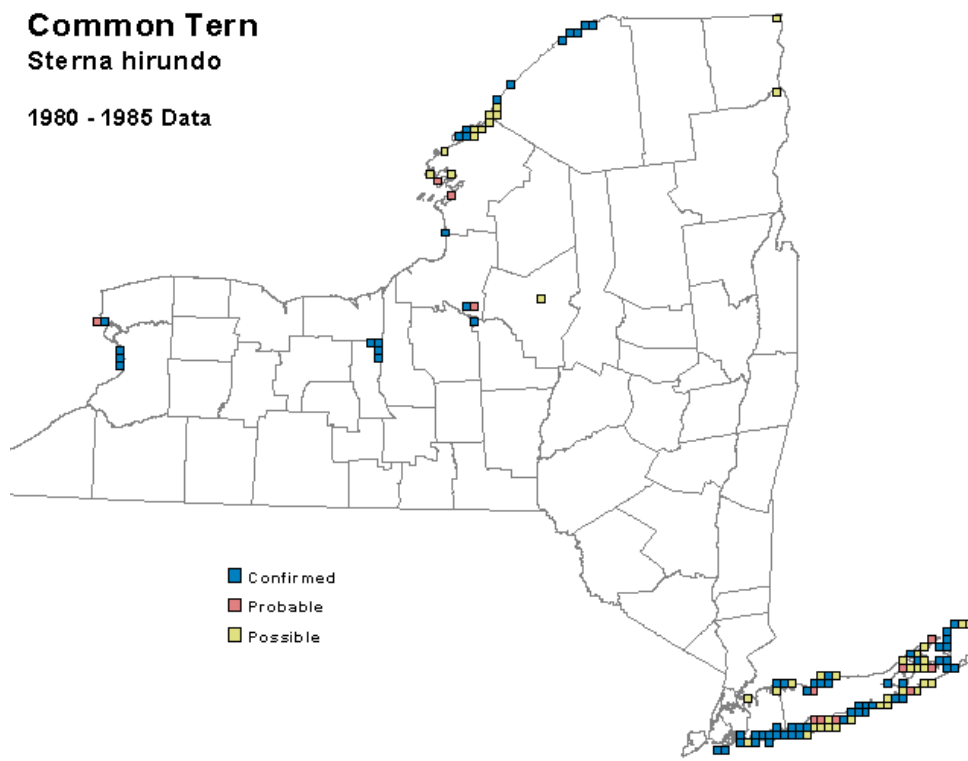 Common Tern
Sterna hirundo
1980 - 1985 Data
Confirmed
Probable
Possible